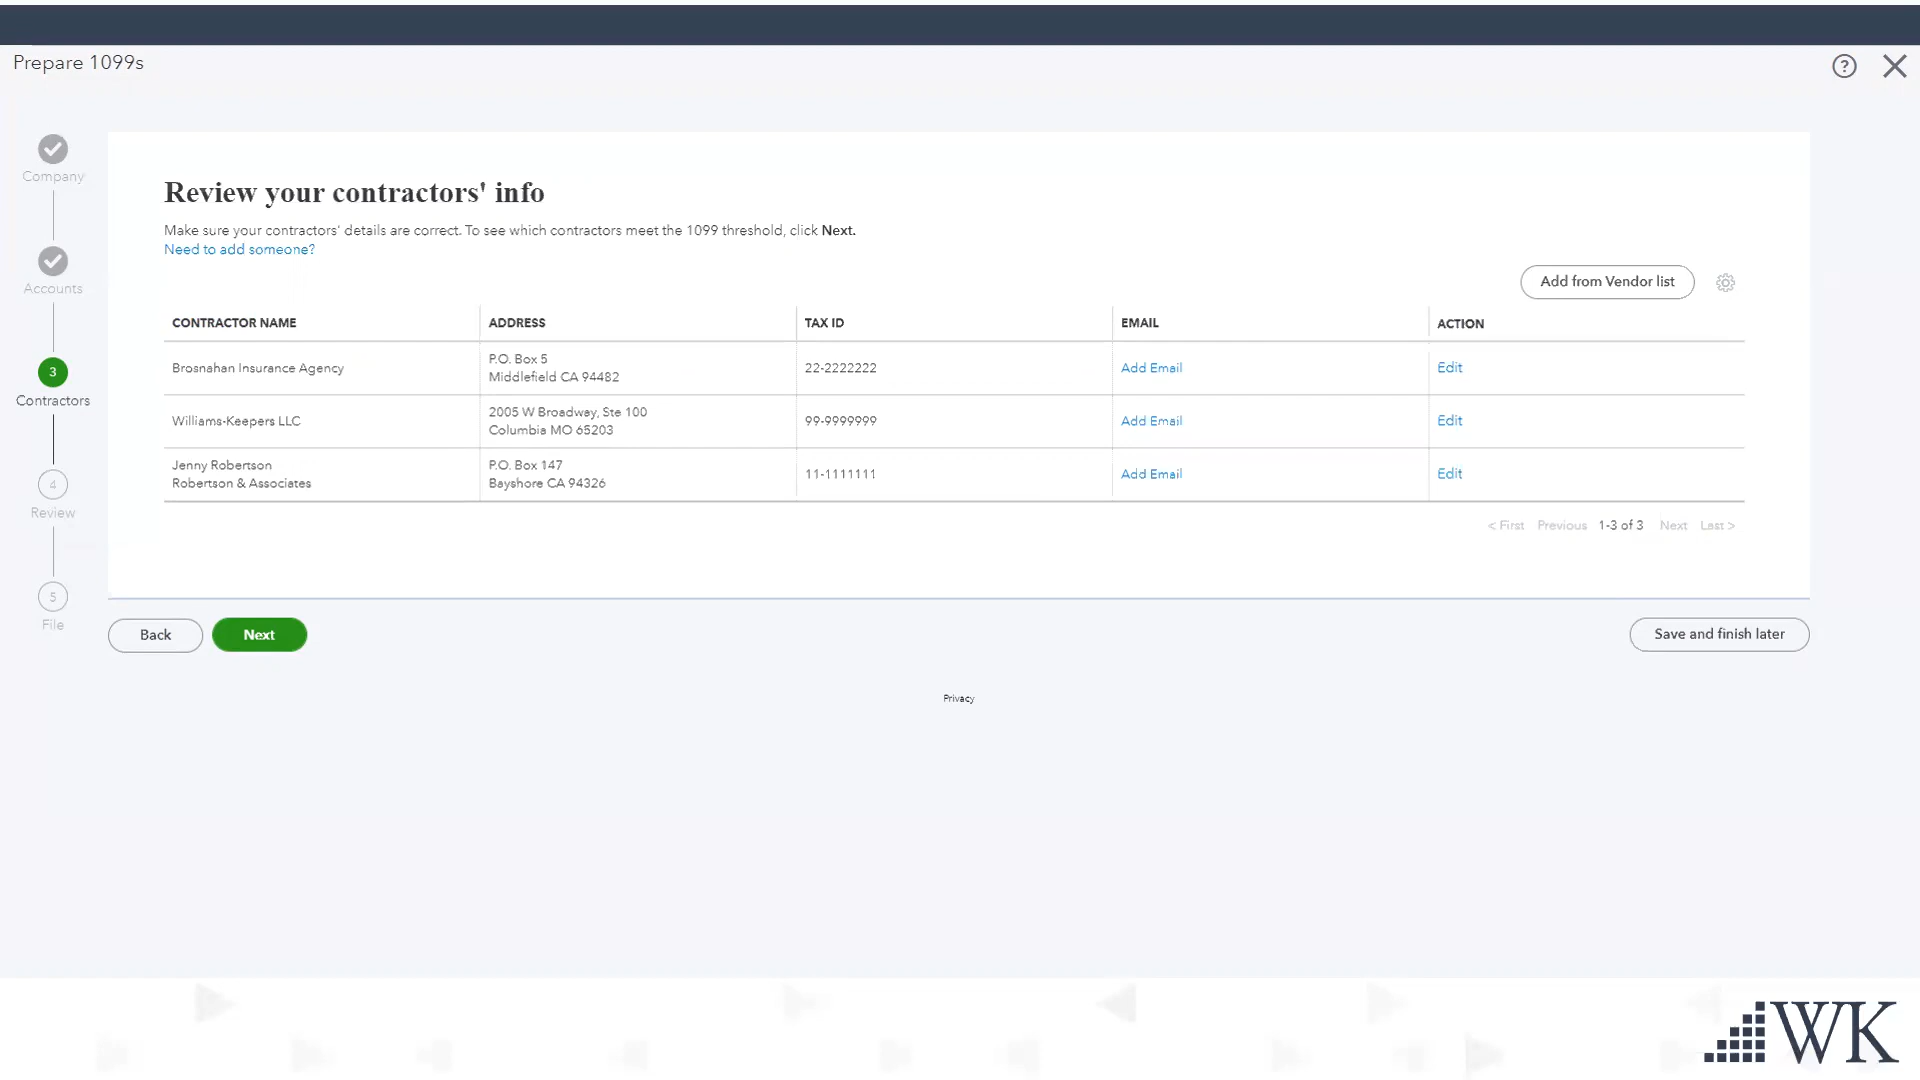 Prepare 1099s
?
Company
Accounts
3
Contractors
4
Review
5
File
Review your contractors' info
Make sure your contractors' details are correct. To see which contractors meet the 1099 threshold, click Next.
Need to add someone?
Add from Vendor list
CONTRACTOR NAME ADDRESS TAX ID EMAIL ACTION
Brosnahan Insurance Agency P.O. Box 5 22-2222222 Add Email Edit
Middlefield CA 94482
Williams-Keepers LLC 2005 W Broadway, Ste 100 99-9999999 Add Email Edit
Columbia MO 65203
Jenny Robertson P.O. Box 147 11-1111111 Add Email Edit
Robertson & Associates Bayshore CA 94326
< First Previous 1-3 of 3 Next Last >
Back Next Save and finish later
Privacy
WK